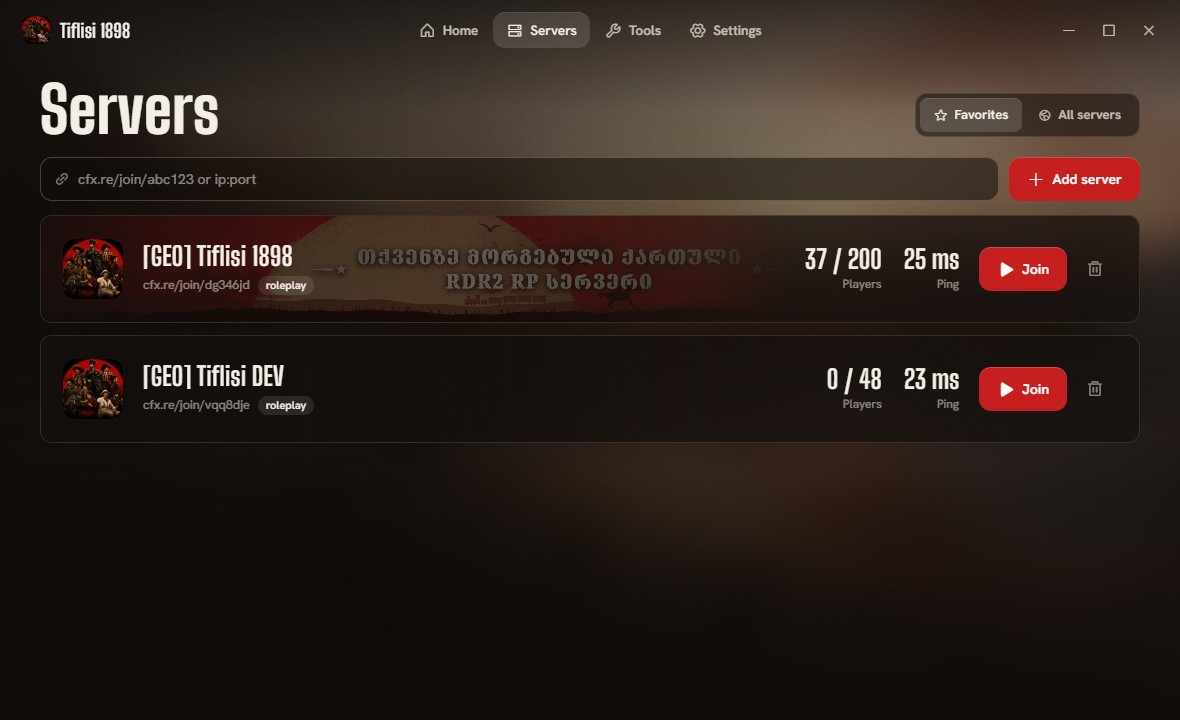 Tiflisi 1898
Home
Servers
Tools
Settings
Servers
Favorites
All servers
cfx.re/join/abc123 or ip:port
Add server
[GEO] Tiflisi 1898
cfx.re/join/dg346jd
roleplay
თქვენზე მორგებული ქართული
RDR2 RP სერვერი
37 / 200
Players
25 ms
Ping
Join
[GEO] Tiflisi DEV
cfx.re/join/vqq8dje
roleplay
0 / 48
Players
23 ms
Ping
Join